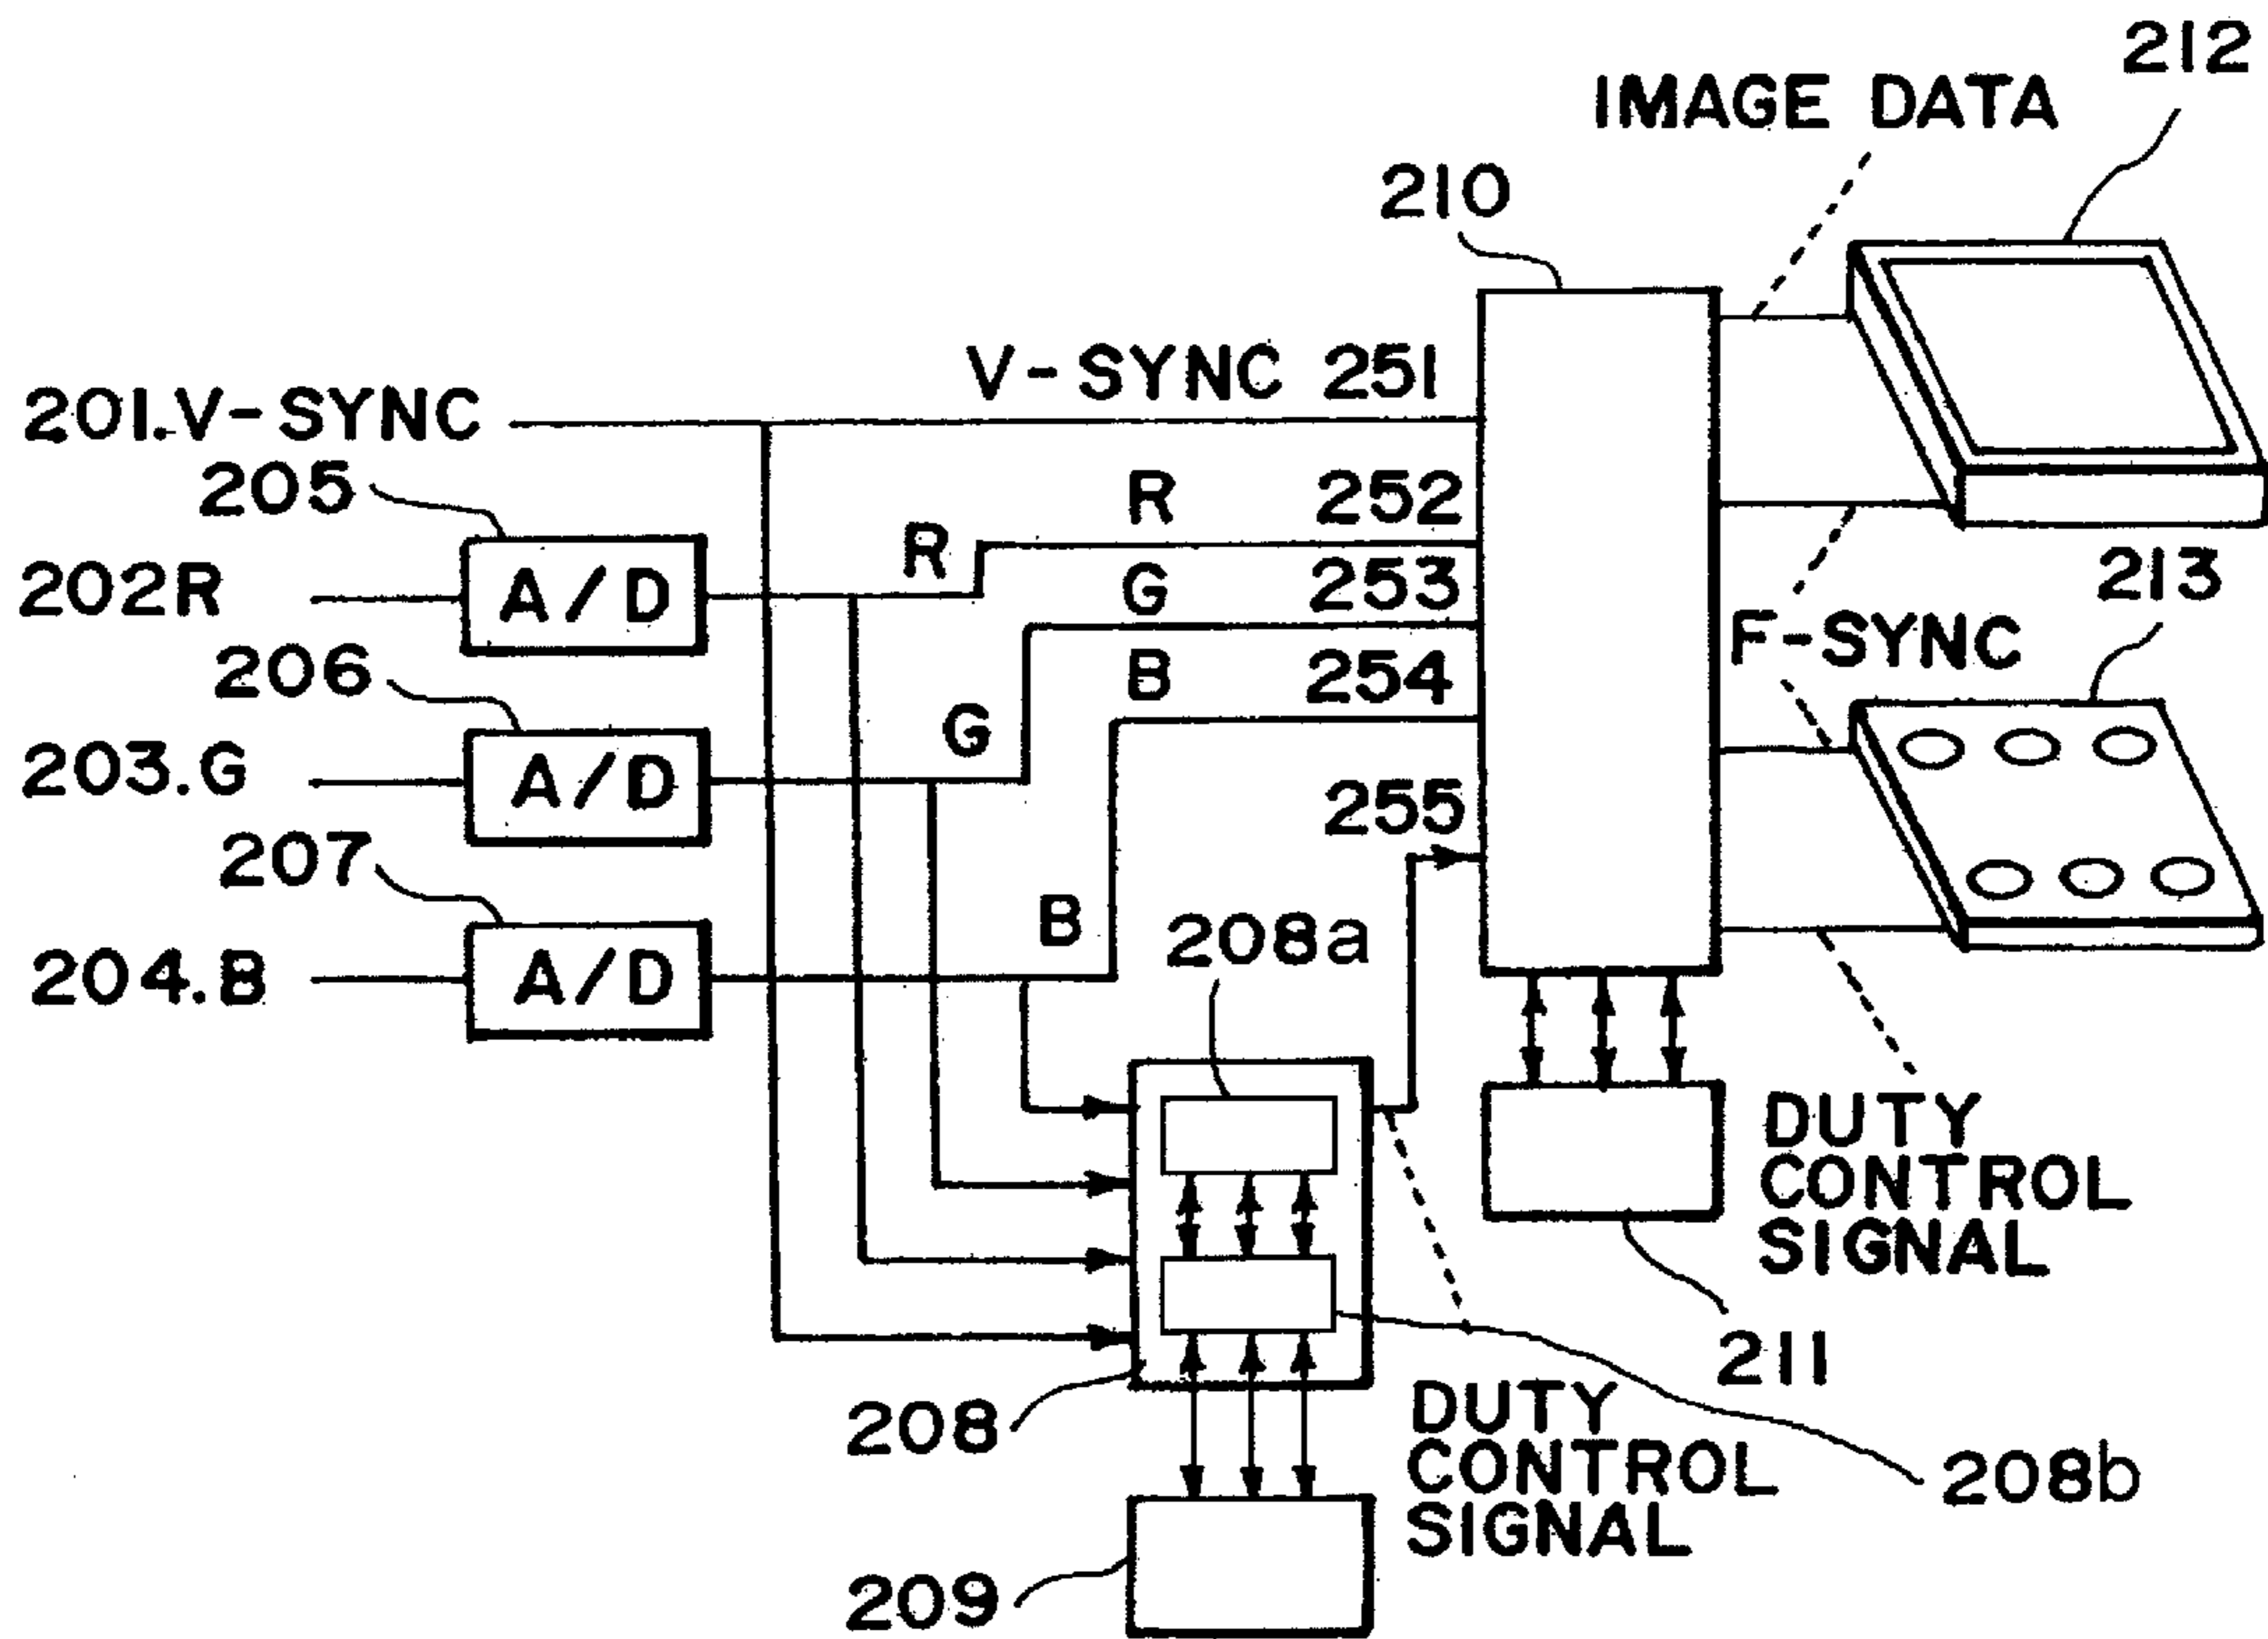 212
IMAGE DATA
210
V-SYNC 251
201.V-SYNC
205
R 252
R
202R
A/D
G 253
213
F-SYNC
206
B 254
G
203.G
A/D
255
207
B
208a
204.B
A/D
DUTY
CONTROL
SIGNAL
211
208
DUTY
CONTROL
SIGNAL
208b
209